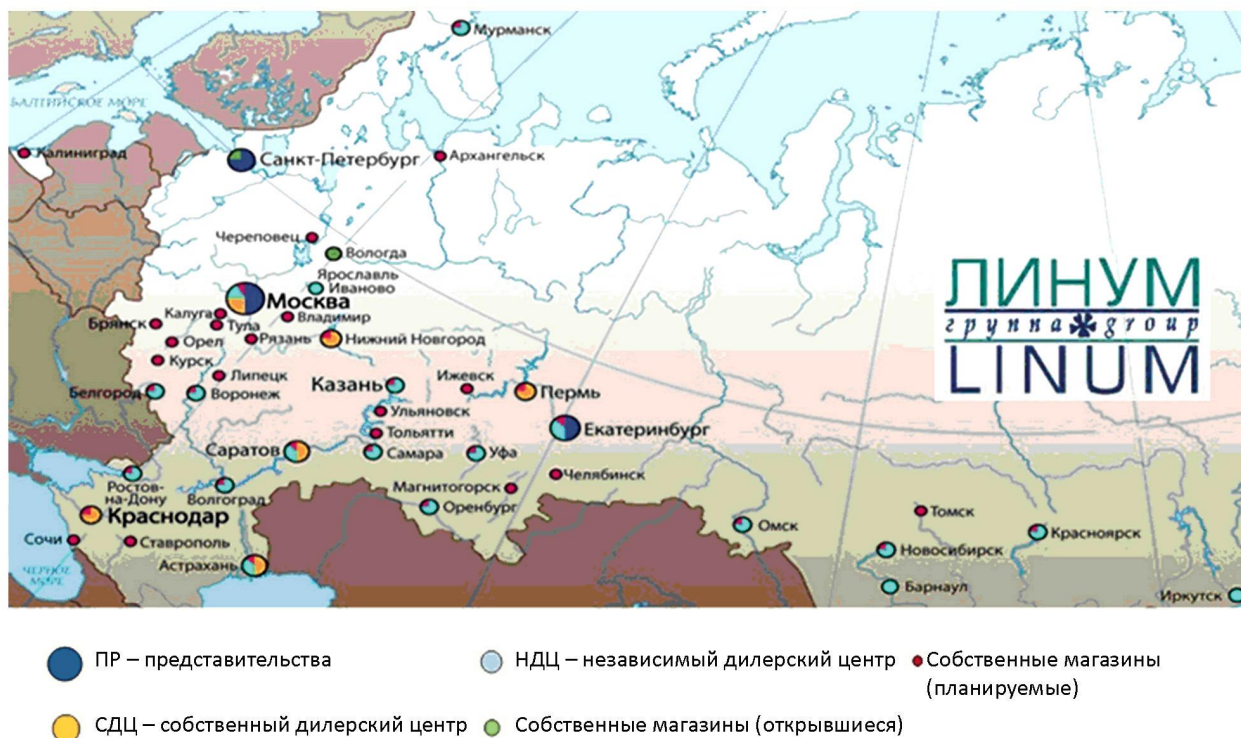 Мурманск
БАЛТИЙСКОЕ МОРЕ
Калиниград
Санкт-Петербург
Архангельск
Череповец
Вологда
Ярославль
Иваново
Москва
Калуга
Владимир
Брянск
Тула
Орел
Рязань
Нижний Новгород
Курск
Липецк
Казань
Ижевск
Белгород
Воронеж
Пермь
Ульяновск
Екатеринбург
Тольятти
Саратов
Самара
Уфа
Челябинск
Ростов-
на-Дону
Волгоград
Магнитогорск
Оренбург
Краснодар
Омск
Томск
Красноярск
Сочи
Ставрополь
Новосибирск
Астрахань
ЧЕРНОЕ
МОРЕ
Барнаул
Иркутск
ЛИНУМ
группа group
LINUM
ПР – представительства
НДЦ – независимый дилерский центр
Собственные магазины
(планируемые)
СДЦ – собственный дилерский центр
Собственные магазины (открывшиеся)